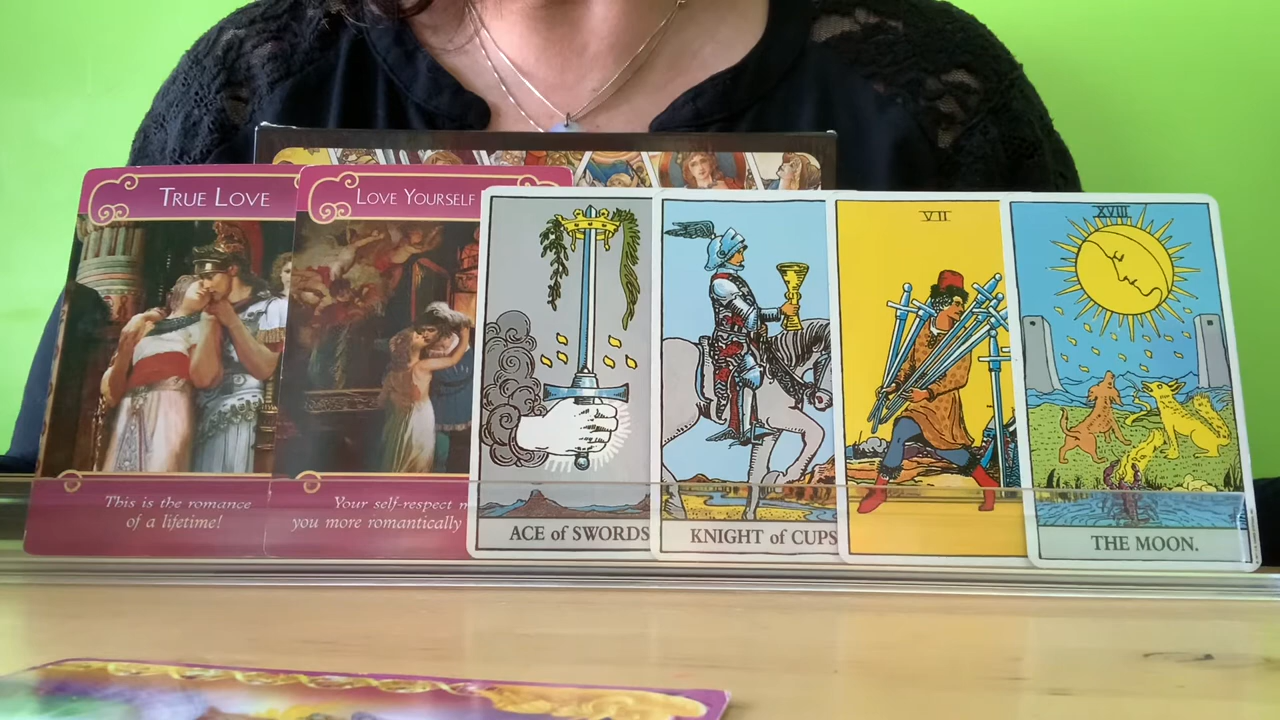 TRUE LOVE
This is the romance
of a lifetime!
LOVE YOURSELF
Your self-respect
you more romantically
ACE of SWORDS
KNIGHT of CUPS
VII
XVIII
THE MOON.